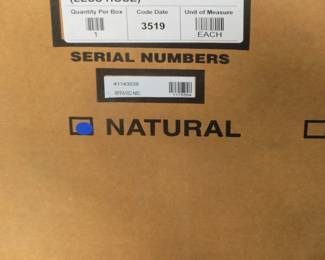 Quantity Per Box
Code Date
Unit of Measure
1
3519
EACH
SERIAL NUMBERS
NATURAL